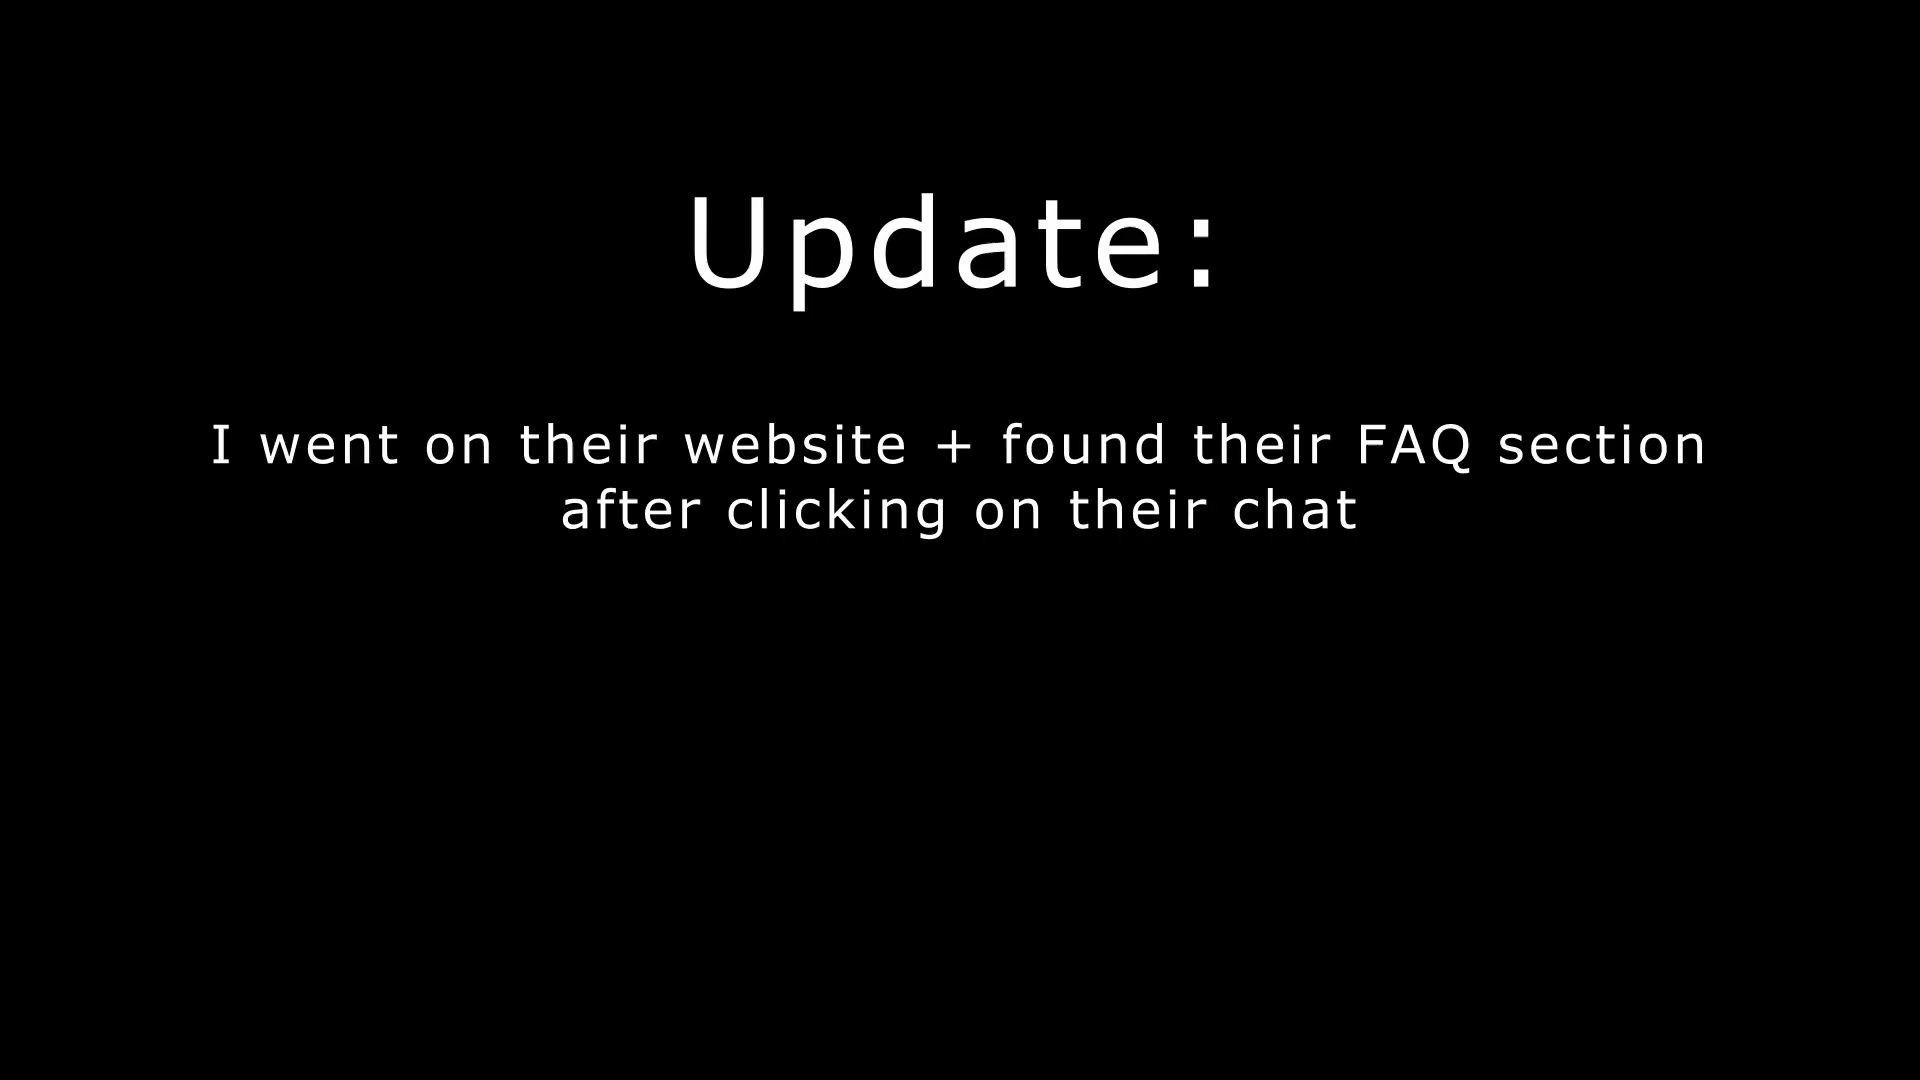 Update:
I went on their website + found their FAQ section
after clicking on their chat